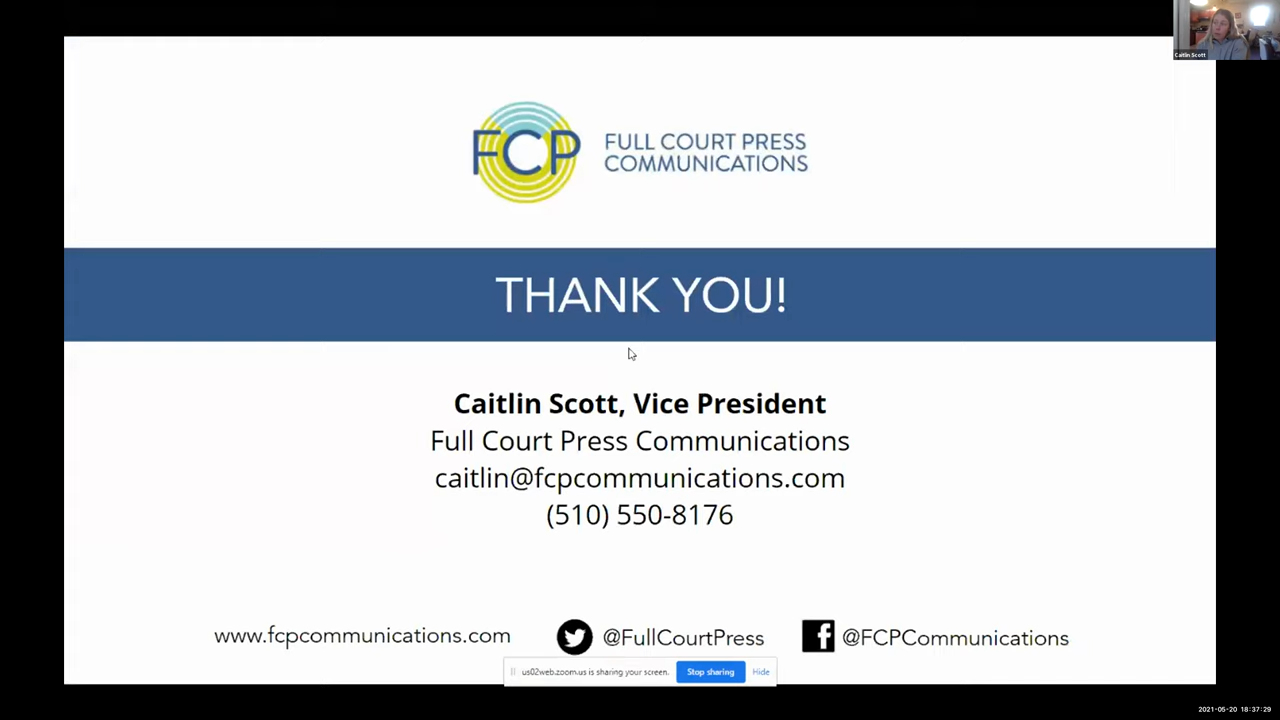 Caitlin Scott
FCP
FULL COURT PRESS
COMMUNICATIONS
THANK YOU!
Caitlin Scott, Vice President
Full Court Press Communications
caitlin@fcpcommunications.com
(510) 550-8176
www.fcpcommunications.com
@FullCourtPress
@FCPCommunications
us02web.zoom.us is sharing your screen.
Stop sharing
Hide
2021-05-20 18:37:29